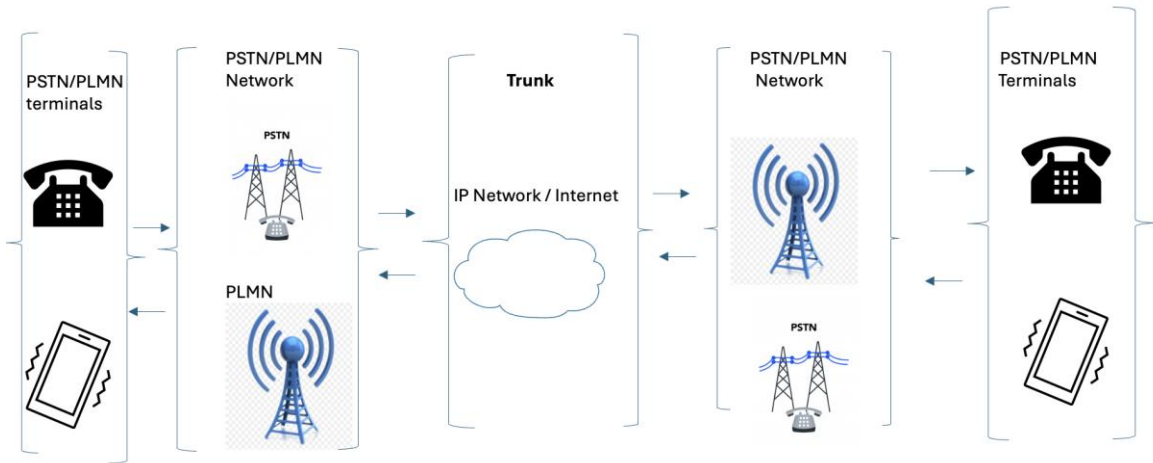 PSTN/PLMN
terminals
PSTN/PLMN
Network
PSTN
PLMN
Trunk
IP Network / Internet
PSTN/PLMN
Network
PSTN
PSTN/PLMN
Terminals